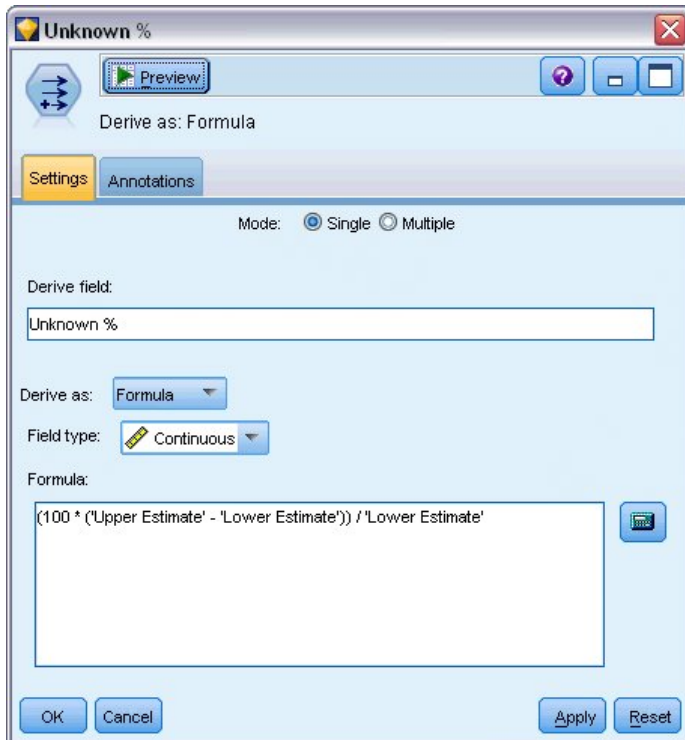 Unknown %
Preview
Derive as: Formula
Settings Annotations
Mode: Single Multiple
Derive field:
Unknown %
Derive as: Formula
Field type: Continuous
Formula:
(100 * ('Upper Estimate' - 'Lower Estimate')) / 'Lower Estimate'
OK Cancel Apply Reset